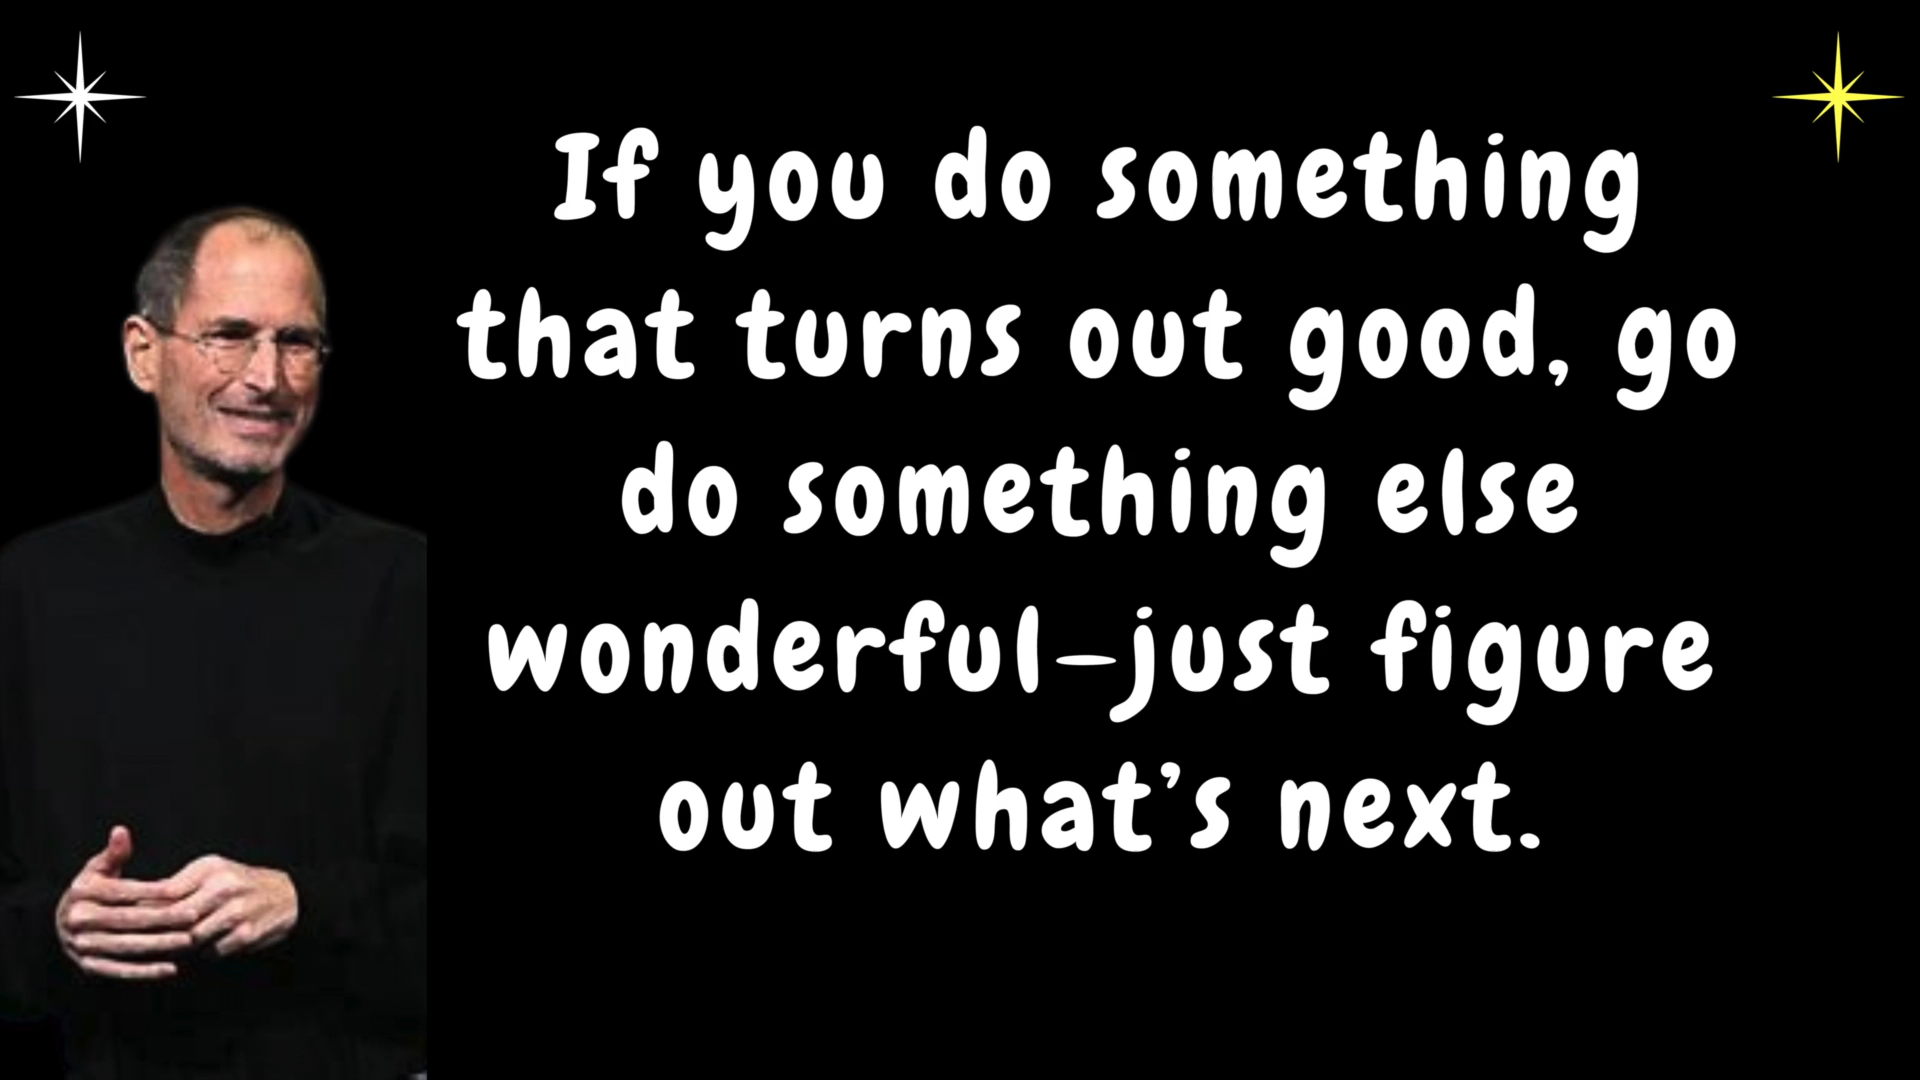 If you do something
that turns out good, go
do something else
wonderful—just figure
out what’s next.